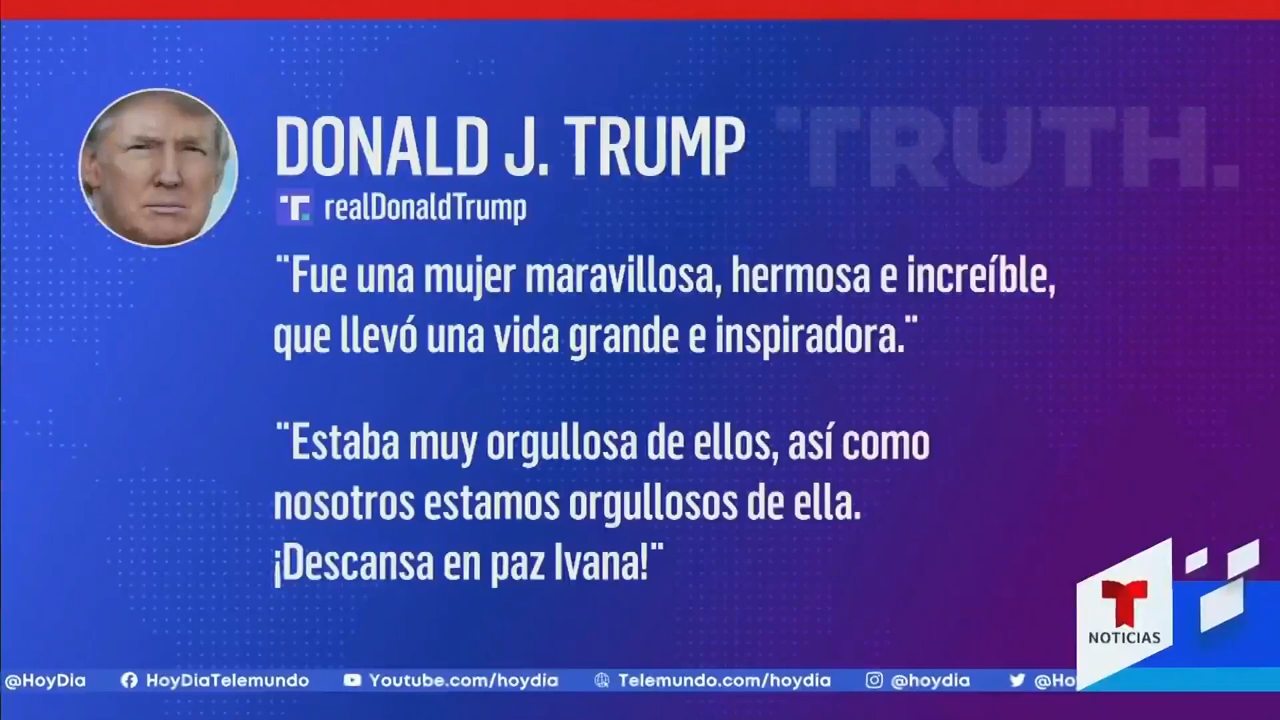 DONALD J. TRUMP
TRUTH.
T. realDonaldTrump
¨Fue una mujer maravillosa, hermosa e increíble,
que llevó una vida grande e inspiradora.¨
¨Estaba muy orgullosa de ellos, así como
nosotros estamos orgullosos de ella.
¡Descansa en paz Ivana!¨
T
NOTICIAS
@HoyDia HoyDiaTelemundo Youtube.com/hoydia Telemundo.com/hoydia @hoydia @Ho